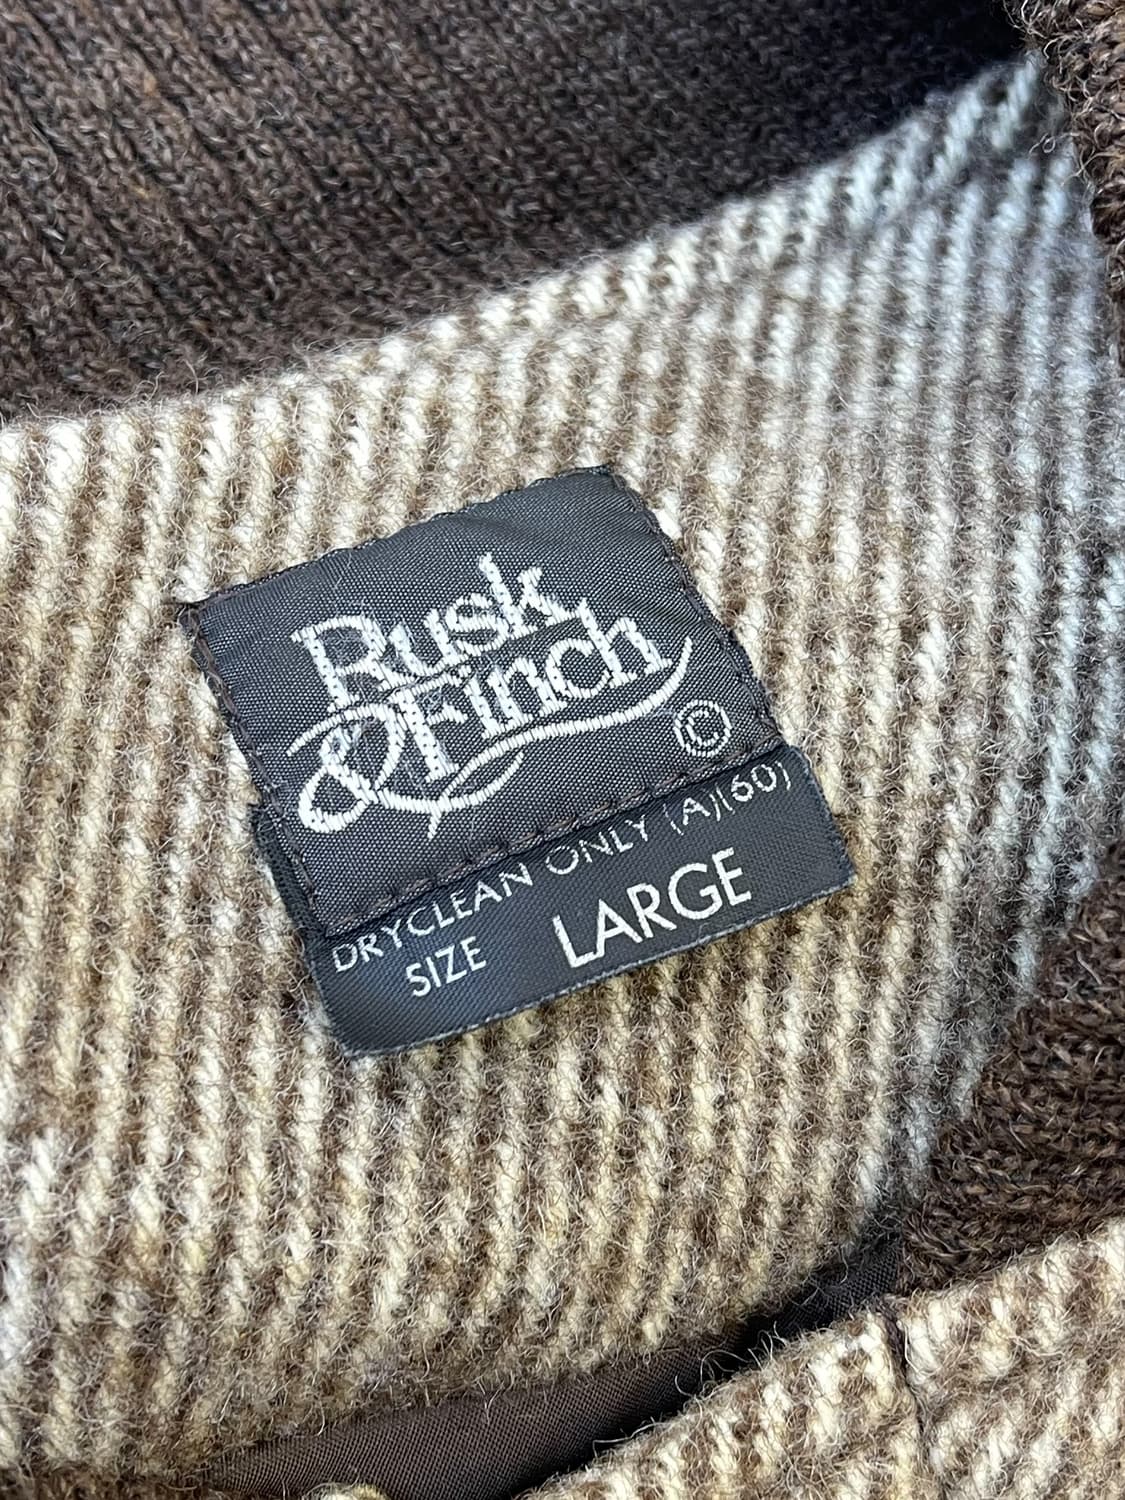 Rusk
& Finch
©
DRYCLEAN ONLY (A)(60)
SIZE LARGE